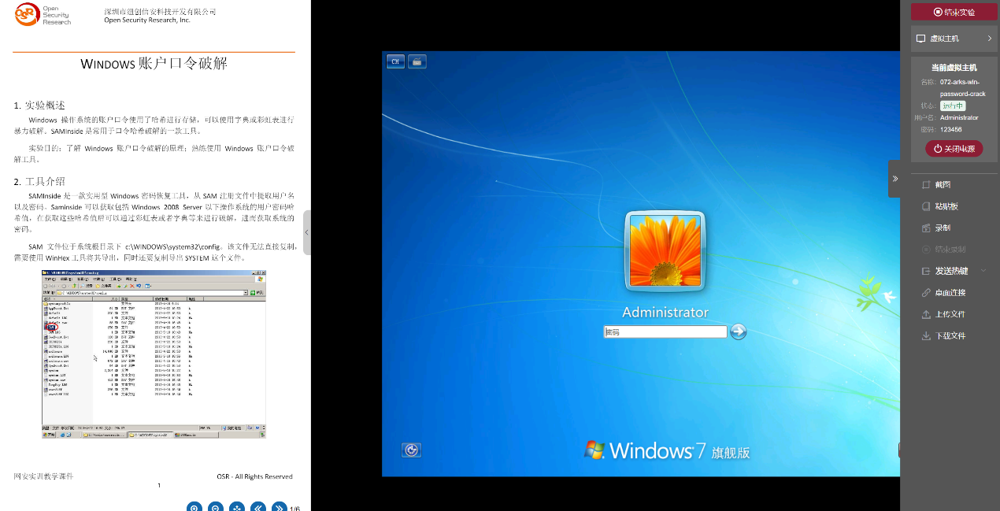 OSR
Open
Security
Research
深圳市纽创信安科技开发有限公司
Open Security Research, Inc.
WINDOWS 账户口令破解
1. 实验概述
Windows 操作系统的账户口令使用了哈希进行存储，可以使用字典或彩虹表进行
暴力破解。SAMInside 是常用于口令哈希破解的一款工具。
实验目的：了解 Windows 账户口令破解的原理；熟练使用 Windows 账户口令破
解工具。
2. 工具介绍
SAMInside 是一款实用型 Windows 密码恢复工具，从 SAM 注册文件中提取用户名
以及密码。Saminside 可以获取包括 Windows 2008 Server 以下操作系统的用户密码哈
希值，在获取这些哈希值后可以通过彩虹表或者字典等来进行破解，进而获取系统的
密码。
SAM 文件位于系统根目录下 c:\WINDOWS\system32\config。该文件无法直接复制，
需要使用 WinHex 工具将其导出，同时还要复制导出 SYSTEM 这个文件。
网安实训教学课件
OSR - All Rights Reserved
1
1/6
CH
Administrator
密码
Windows 7 旗舰版
结束实验
虚拟主机
当前虚拟主机
名称: 072-arks-win-
password-crack
状态: 运行中
用户名: Administrator
密码: 123456
关闭电源
截图
粘贴板
录制
结束录制
发送热键
桌面连接
上传文件
下载文件